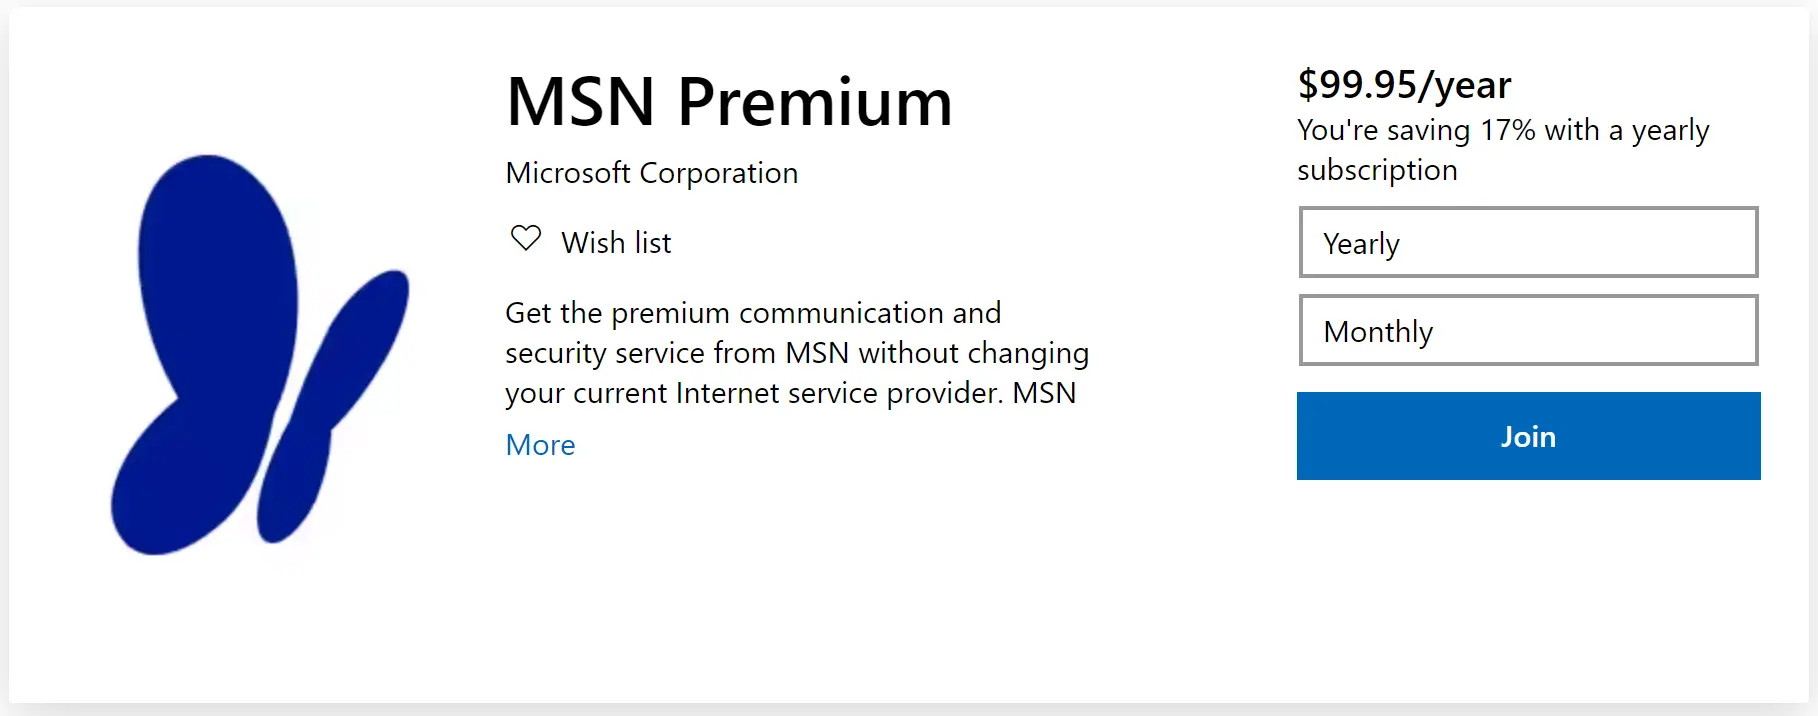 MSN Premium
Microsoft Corporation
Wish list
Get the premium communication and
security service from MSN without changing
your current Internet service provider. MSN
More
$99.95/year
You're saving 17% with a yearly
subscription
Yearly
Monthly
Join